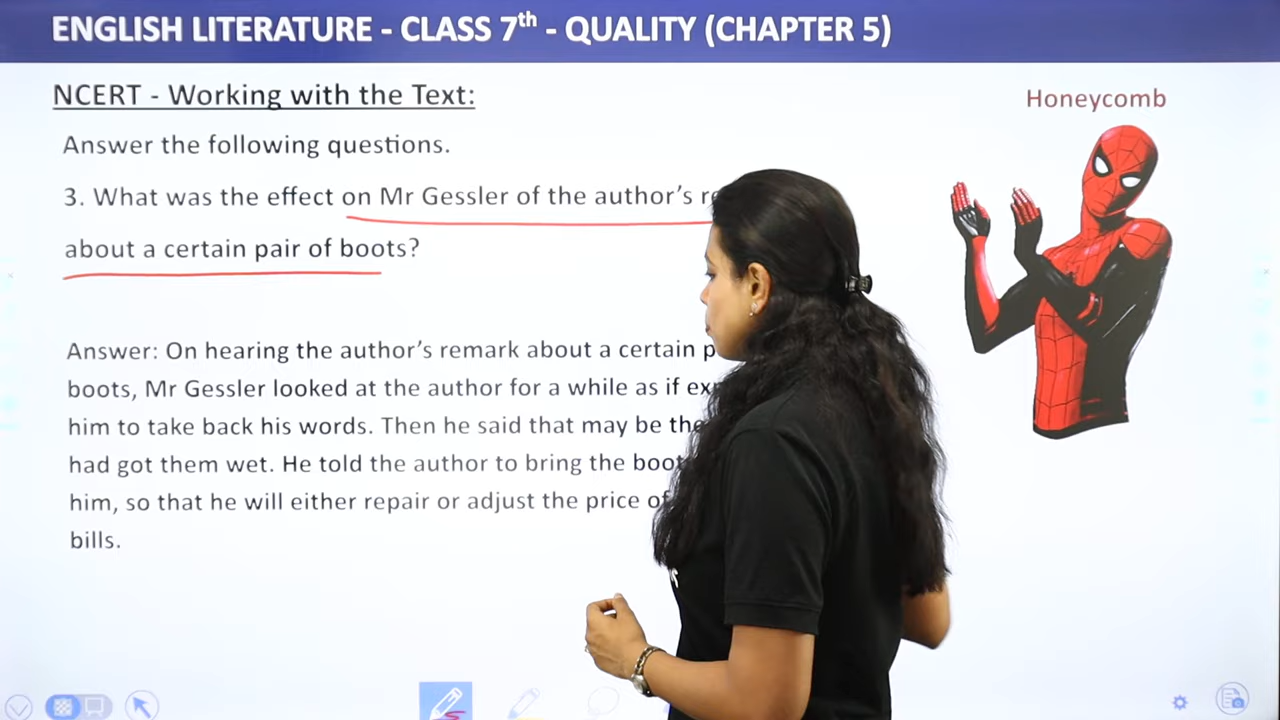 ENGLISH LITERATURE - CLASS 7th - QUALITY (CHAPTER 5)
NCERT - Working with the Text:
Honeycomb
Answer the following questions.
3. What was the effect on Mr Gessler of the author's
about a certain pair of boots?
Answer: On hearing the author's remark about a certain
boots, Mr Gessler looked at the author for a while as if
him to take back his words. Then he said that may be
had got them wet. He told the author to bring the
him, so that he will either repair or adjust the price
bills.